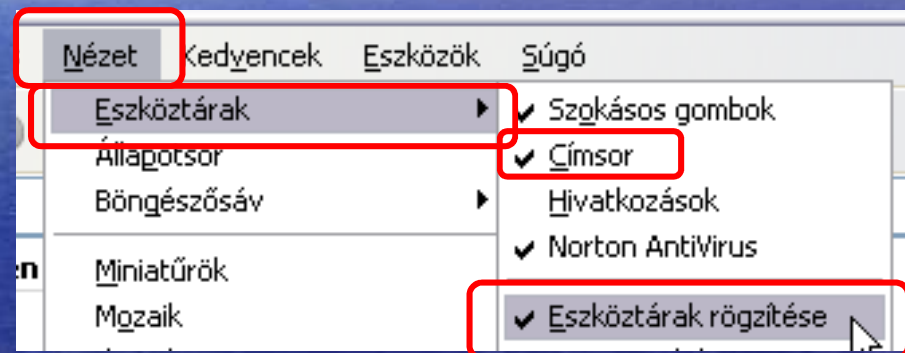 Nézet Kedvencek Eszközök Súgó
Eszköztárak
Állapotsor
Böngészősáv
Miniatűrök
Mozaik
Szokásos gombok
Címsor
Hivatkozások
Norton AntiVirus
Eszköztárak rögzítése